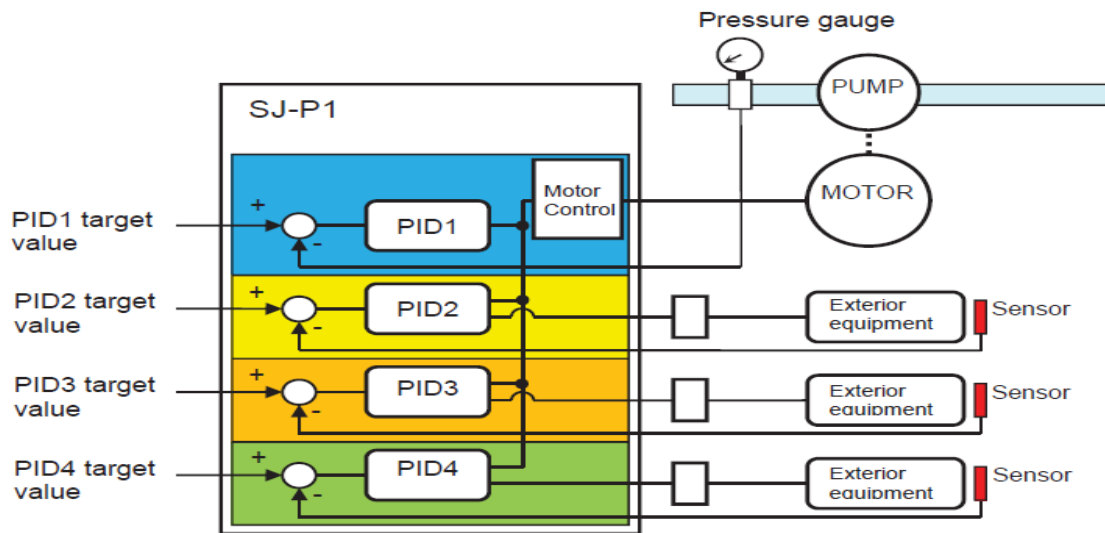 Pressure gauge
PUMP
SJ-P1
Motor
Control
MOTOR
PID1 target
value
+
-
PID1
PID2 target
value
+
-
PID2
Exterior
equipment
Sensor
PID3 target
value
+
-
PID3
Exterior
equipment
Sensor
PID4 target
value
+
-
PID4
Exterior
equipment
Sensor